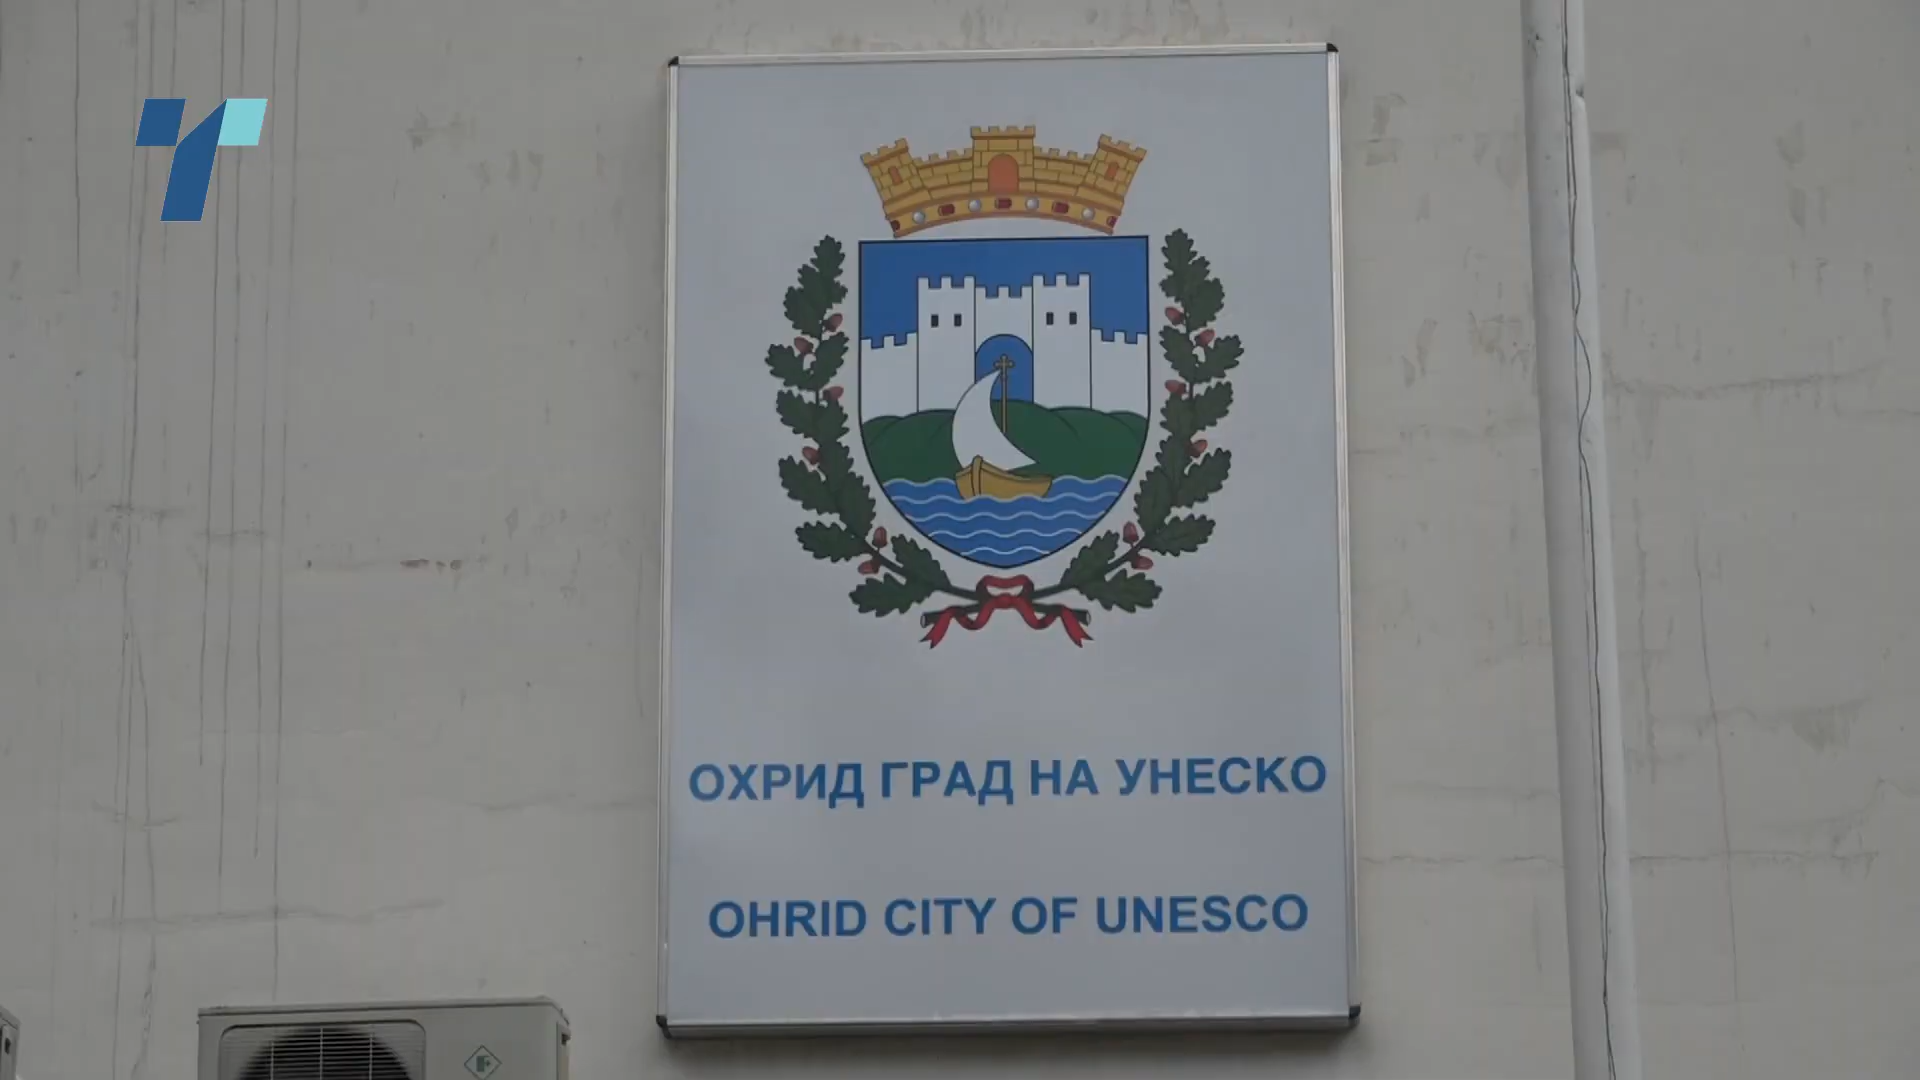 ОХРИД ГРАД НА УНЕСКО
OHRID CITY OF UNESCO